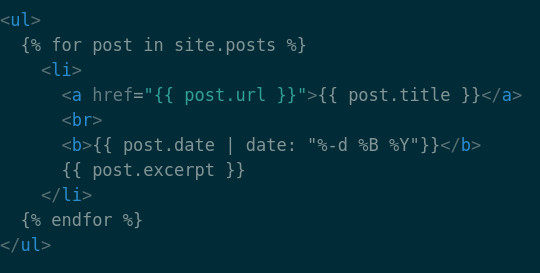 <ul>
  {% for post in site.posts %}
    <li>
      <a href="{{ post.url }}">{{ post.title }}</a>
      <br>
      <b>{{ post.date | date: "%-d %B %Y"}}</b>
      {{ post.excerpt }}
    </li>
  {% endfor %}
</ul>